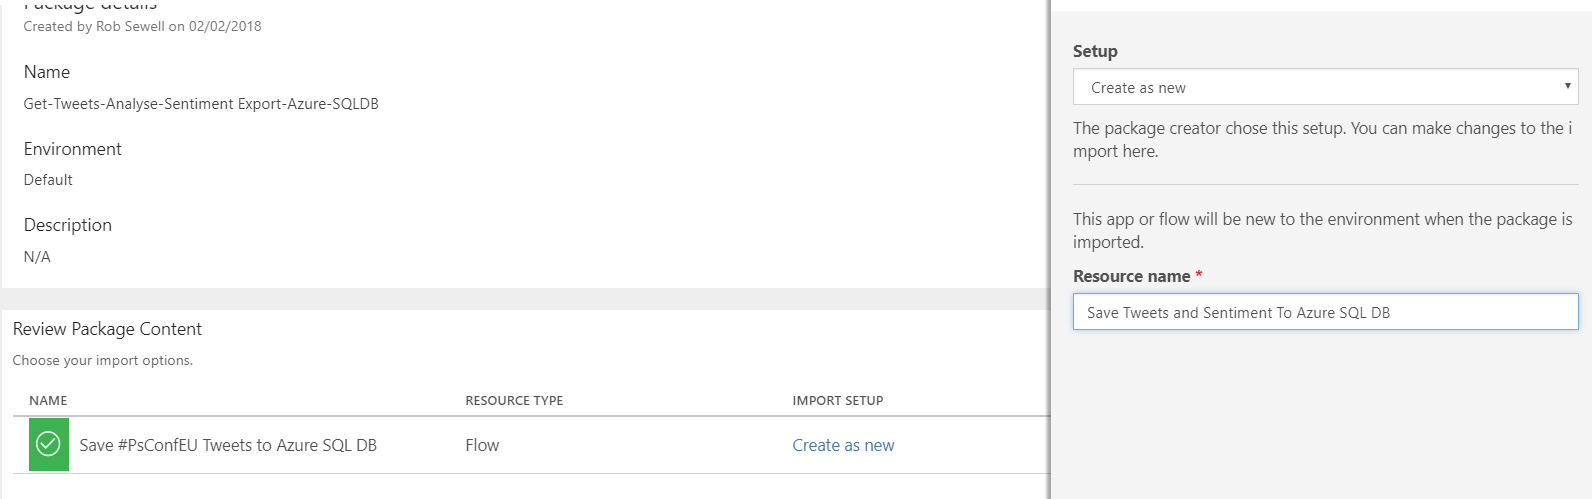 Package details
Created by Rob Sewell on 02/02/2018
Name
Get-Tweets-Analyse-Sentiment Export-Azure-SQLDB
Environment
Default
Description
N/A
Review Package Content
Choose your import options.
NAME RESOURCE TYPE IMPORT SETUP
Save #PsConfEU Tweets to Azure SQL DB Flow Create as new
Setup
Create as new
The package creator chose this setup. You can make changes to the i
mport here.
This app or flow will be new to the environment when the package is
imported.
Resource name *
Save Tweets and Sentiment To Azure SQL DB